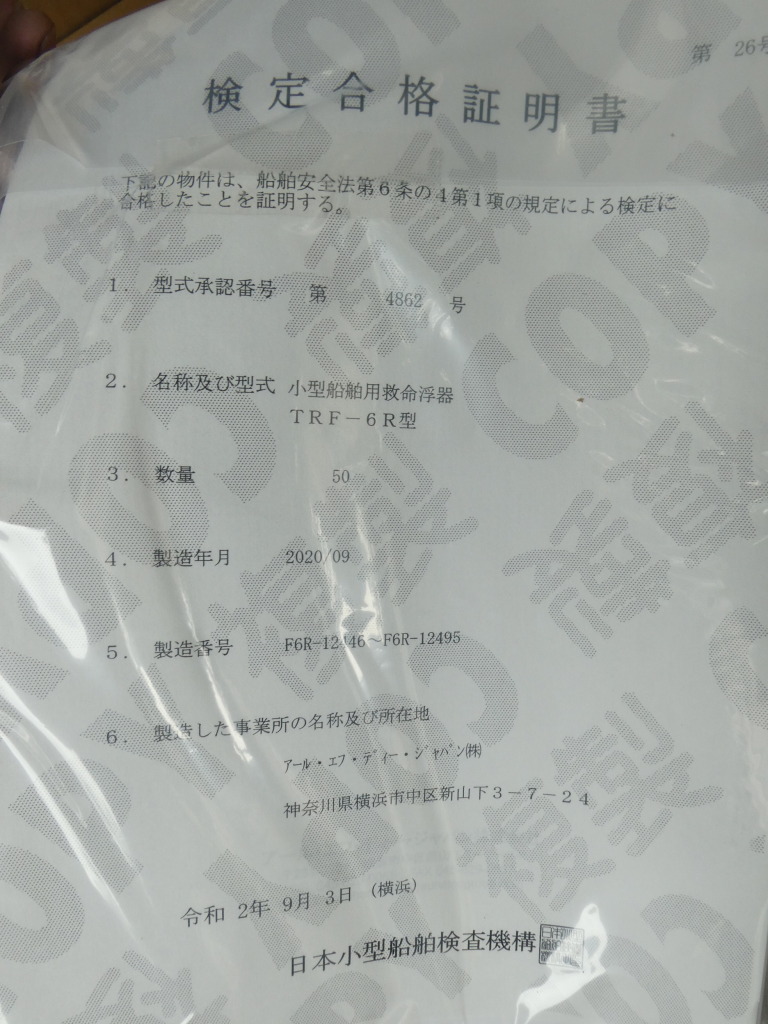 第 26号
検定合格証明書
下記の物件は、船舶安全法第6条の4第1項の規定による検定に
合格したことを証明する。
1. 型式承認番号 第 4862 号
2. 名称及び型式 小型船舶用救命浮器
TRF－6R型
3. 数量 50
4. 製造年月 2020/09
5. 製造番号 F6R-12446～F6R-12495
6. 製造した事業所の名称及び所在地
ｱｰﾙ・ｴﾌ・ﾃﾞｨｰ・ｼﾞｬﾊﾟﾝ㈱
神奈川県横浜市中区新山下3－7－24
令和 2年 9月 3日 (横浜)
日本小型船舶検査機構
複製
COPY